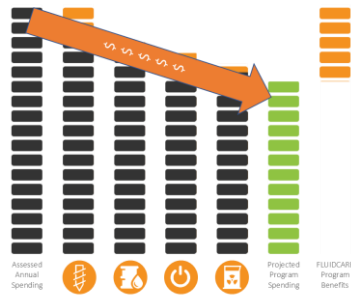 $ $ $ $ $
Assessed
Annual
Spending
Projected
Program
Spending
FLUIDCARE
Program
Benefits